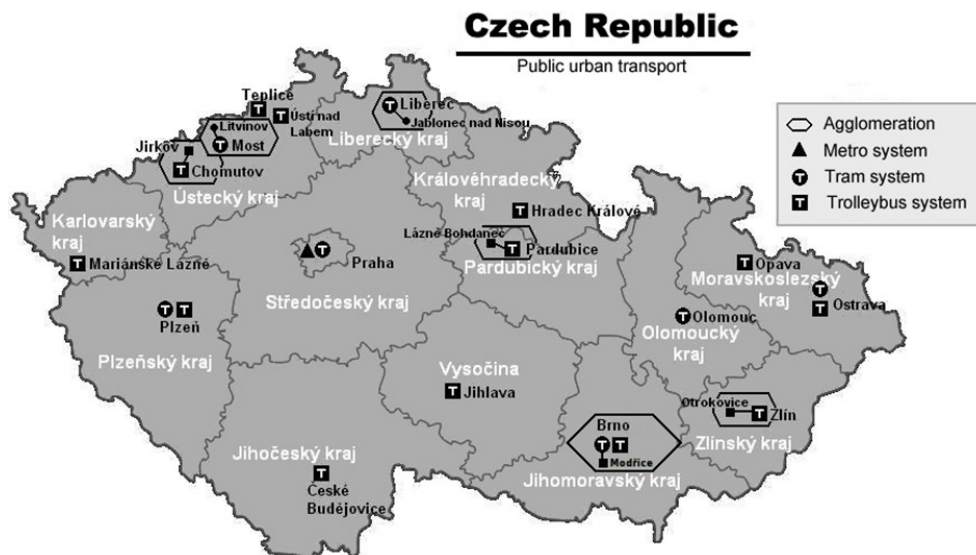 Czech Republic
Public urban transport
Agglomeration
Metro system
Tram system
Trolleybus system
Teplice
Ústí nad
Labem
Litvínov
Most
Jirkov
Chomutov
Ústecký kraj
Liberec
Jablonec nad Nisou
Liberecký kraj
Královéhradecký
kraj
Hradec Králové
Karlovarský
kraj
Mariánské Lázně
Praha
Středočeský kraj
Lázně Bohdaneč
Pardubice
Pardubický kraj
Opava
Moravskoslezský
kraj
Ostrava
Plzeň
Plzeňský kraj
Olomouc
Olomoucký
kraj
Vysočina
Jihlava
Otrokovice
Zlín
Zlínský kraj
Brno
Modřice
Jihomoravský kraj
Jihočeský kraj
České
Budějovice